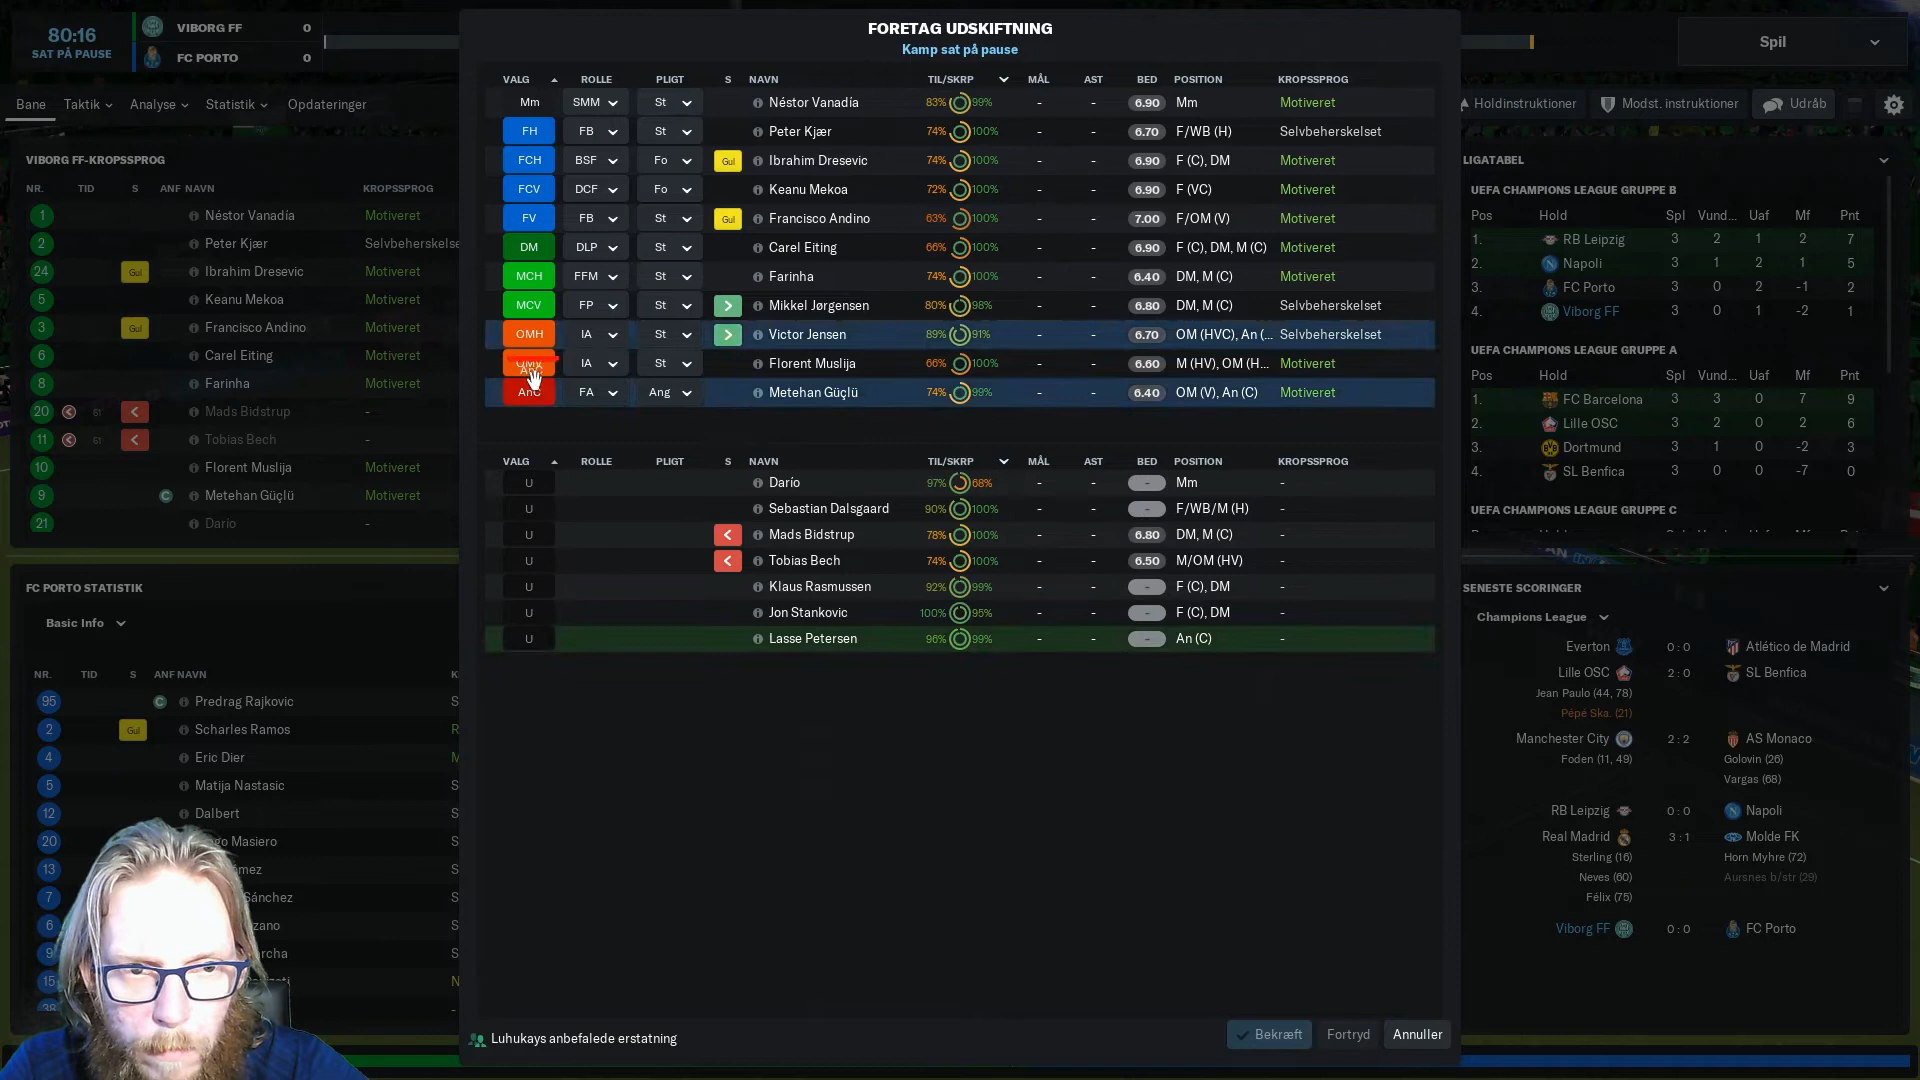 80:16
SAT PÅ PAUSE
VIBORG FF 0
FC PORTO 0
Bane Taktik Analyse Statistik Opdateringer
VIBORG FF-KROPSSPROG
NR. TID S ANF NAVN KROPSSPROG
1 Néstor Vanadía Motiveret
2 Peter Kjær Selvbeherskelse
24 Gul Ibrahim Dresevic Motiveret
5 Keanu Mekoa Motiveret
3 Gul Francisco Andino Motiveret
6 Carel Eiting Motiveret
8 Farinha Motiveret
20 61 Mads Bidstrup -
11 61 Tobias Bech -
10 Florent Muslija Motiveret
9 C Metehan Güçlü Motiveret
21 Darío -
FC PORTO STATISTIK
Basic Info
NR. TID S ANF NAVN K
95 C Predrag Rajkovic S
2 Gul Scharles Ramos R
4 Eric Dier M
5 Matija Nastasic S
12 Dalbert S
20 Masiero S
13 S
7 Sánchez S
6 S
9 S
15 N
38 -
FORETAG UDSKIFTNING
Kamp sat på pause
VALG ROLLE PLIGT S NAVN TIL/SKRP MÅL AST BED POSITION KROPSSPROG
Mm SMM St Néstor Vanadía 83% 99% - - 6.90 Mm Motiveret
FH FB St Peter Kjær 74% 100% - - 6.70 F/WB (H) Selvbeherskelset
FCH BSF Fo Gul Ibrahim Dresevic 74% 100% - - 6.90 F (C), DM Motiveret
FCV DCF Fo Keanu Mekoa 72% 100% - - 6.90 F (VC) Motiveret
FV FB St Gul Francisco Andino 63% 100% - - 7.00 F/OM (V) Motiveret
DM DLP St Carel Eiting 66% 100% - - 6.90 F (C), DM, M (C) Motiveret
MCH FFM St Farinha 74% 100% - - 6.40 DM, M (C) Motiveret
MCV FP St Mikkel Jørgensen 80% 98% - - 6.80 DM, M (C) Selvbeherskelset
OMH IA St Victor Jensen 89% 91% - - 6.70 OM (HVC), An (... Selvbeherskelset
IA St Florent Muslija 66% 100% - - 6.60 M (HV), OM (H... Motiveret
AnC FA Ang Metehan Güçlü 74% 99% - - 6.40 OM (V), An (C) Motiveret
VALG ROLLE PLIGT S NAVN TIL/SKRP MÅL AST BED POSITION KROPSSPROG
U Darío 97% 68% - - - Mm -
U Sebastian Dalsgaard 90% 100% - - - F/WB/M (H) -
U Mads Bidstrup 78% 100% - - 6.80 DM, M (C) -
U Tobias Bech 74% 100% - - 6.50 M/OM (HV) -
U Klaus Rasmussen 92% 99% - - - F (C), DM -
U Jon Stankovic 100% 95% - - - F (C), DM -
U Lasse Petersen 96% 99% - - - An (C) -
Luhukays anbefalede erstatning
Bekræft Fortryd Annuller
Spil
Holdinstruktioner Modst. instruktioner Udråb
LIGATABEL
UEFA CHAMPIONS LEAGUE GRUPPE B
Pos Hold Spl Vund... Uaf Mf Pnt
1. RB Leipzig 3 2 1 2 7
2. Napoli 3 1 2 1 5
3. FC Porto 3 0 2 -1 2
4. Viborg FF 3 0 1 -2 1
UEFA CHAMPIONS LEAGUE GRUPPE A
Pos Hold Spl Vund... Uaf Mf Pnt
1. FC Barcelona 3 3 0 7 9
2. Lille OSC 3 2 0 2 6
3. Dortmund 3 1 0 -2 3
4. SL Benfica 3 0 0 -7 0
UEFA CHAMPIONS LEAGUE GRUPPE C
SENESTE SCORINGER
Champions League
Everton 0 : 0 Atlético de Madrid
Lille OSC 2 : 0 SL Benfica
Jean Paulo (44, 78)
Pépé Ska. (21)
Manchester City 2 : 2 AS Monaco
Foden (11, 49) Golovin (26)
Vargas (68)
RB Leipzig 0 : 0 Napoli
Real Madrid 3 : 1 Molde FK
Sterling (16) Horn Myhre (72)
Neves (60) Aursnes b/str (29)
Félix (75)
Viborg FF 0 : 0 FC Porto